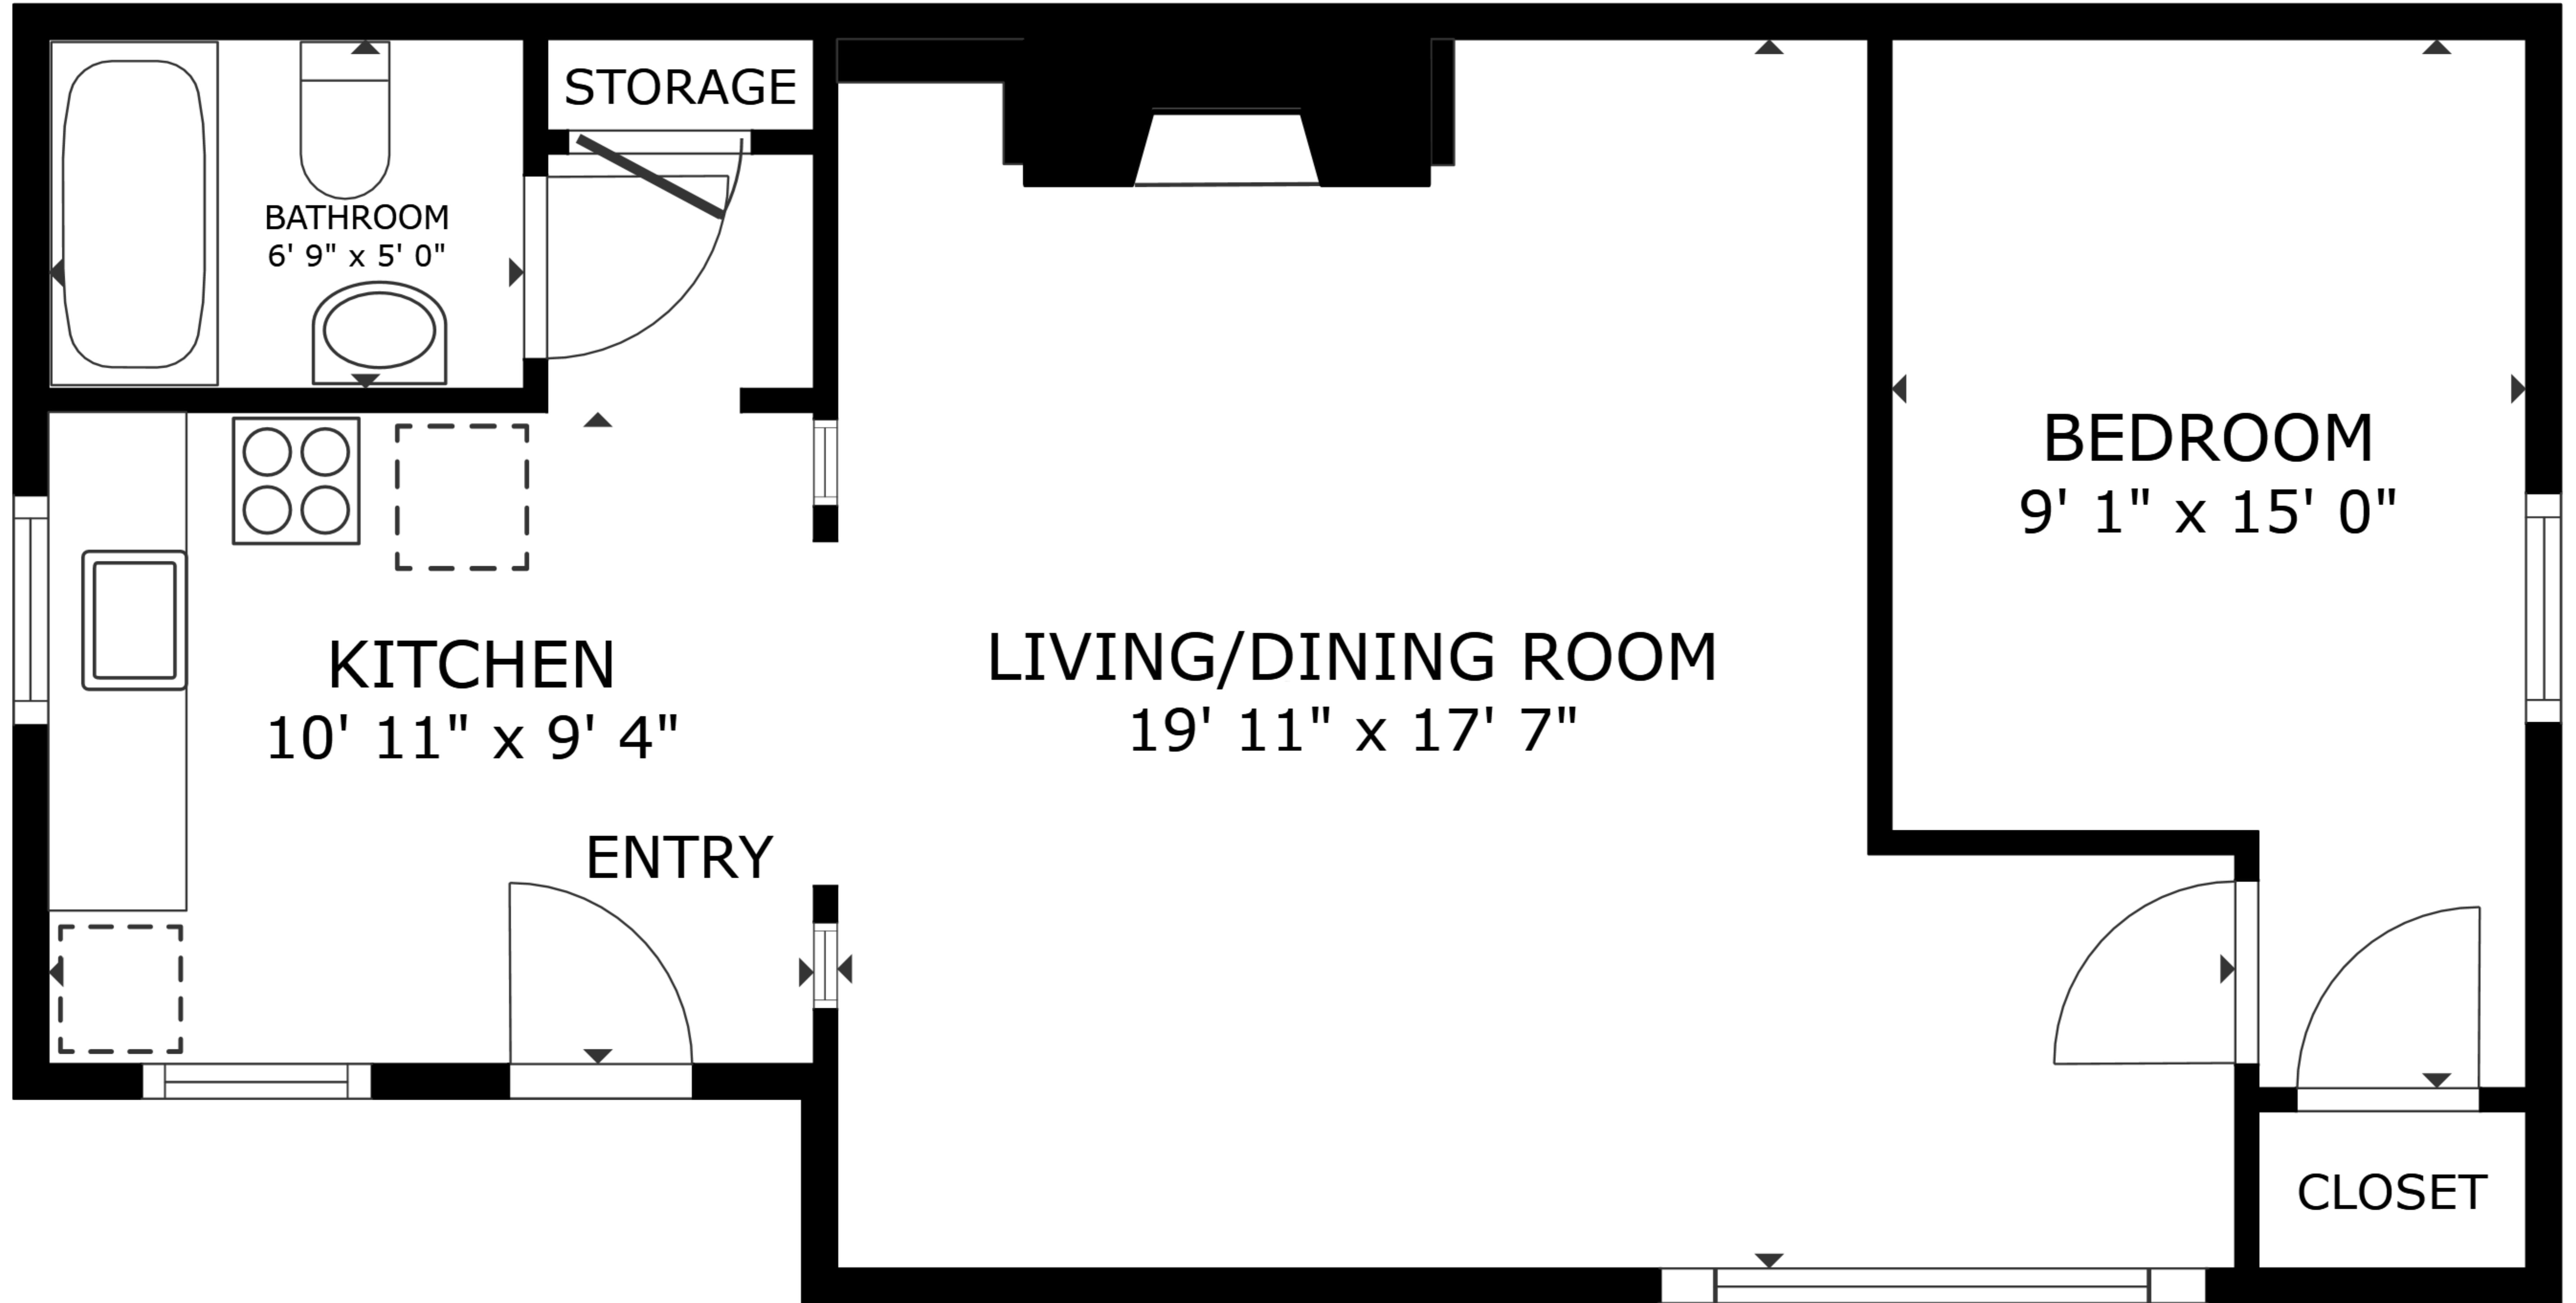 STORAGE
BATHROOM
6' 9" x 5' 0"
BEDROOM
9' 1" x 15' 0"
KITCHEN
10' 11" x 9' 4"
LIVING/DINING ROOM
19' 11" x 17' 7"
ENTRY
CLOSET